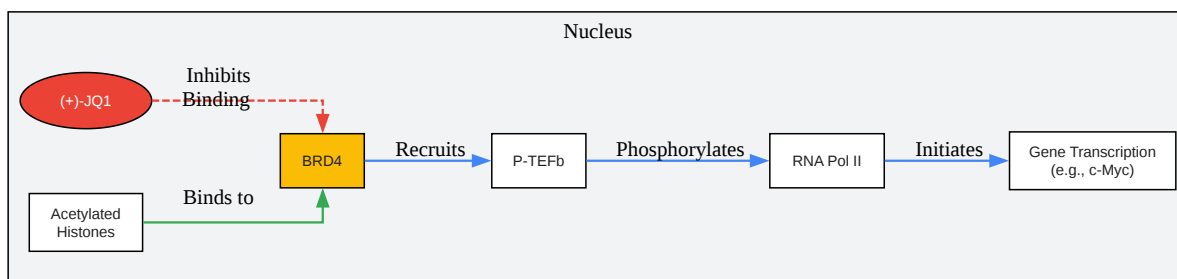 Nucleus
Inhibits
Binding
(+)-JQ1
BRD4
Recruits
P-TEFb
Phosphorylates
RNA Pol II
Initiates
Gene Transcription
(e.g., c-Myc)
Binds to
Acetylated
Histones